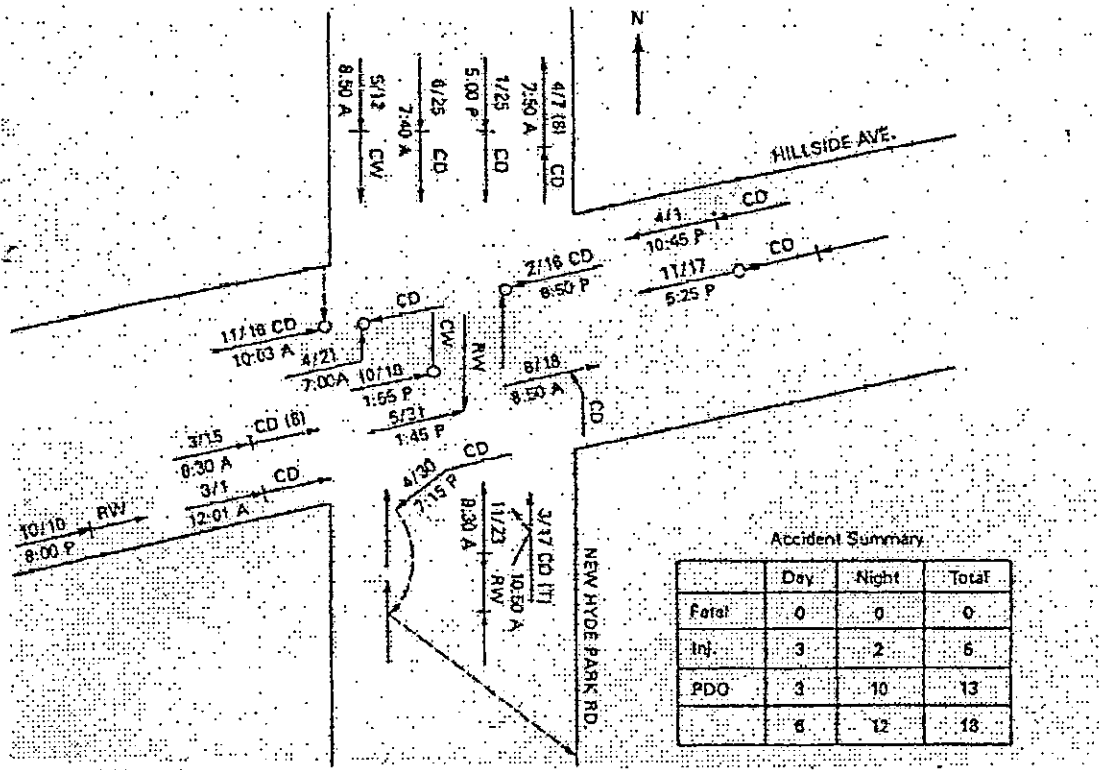 N
4/7 (8) CD
7:50 A
1/25 CD
5.00 P
6/25 CD
7:40 A
5/12 CW
8.50 A
HILLSIDE AVE.
4/1 CD
10:45 P
11/17 CD
5:25 P
2/16 CD
6:50 P
11/16 CD
10:03 A
CD
4/21
7:00A
CW
10/10
1:55 P
RW
5/31
1:45 P
8/18
8:50 A
CD
3/15 CD (8)
8:30 A
3/1 CD
12:01 A
10/10 RW
8:00 P
4/30 CD
7:15 P
11/23 RW
8:30 A
3/17 CD (T)
10:50 A
NEW HYDE PARK RD.
Accident Summary
Day Night Total
Fatal 0 0 0
Inj. 3 2 5
PDO 3 10 13
6 12 18